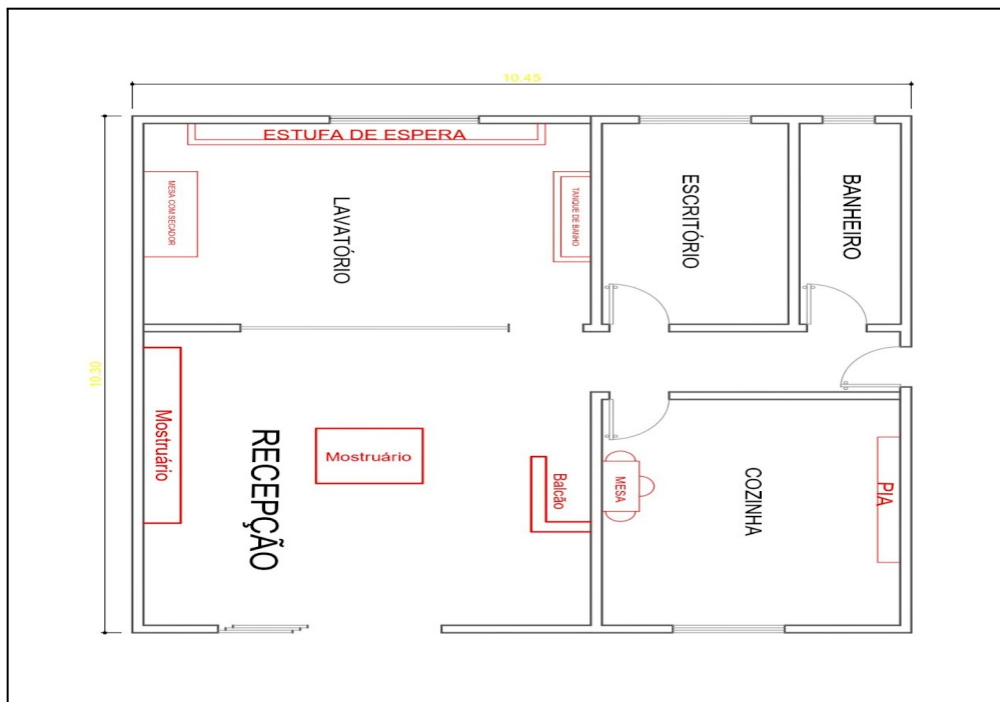 10.45
ESTUFA DE ESPERA
MESA COM SECADOR
LAVATÓRIO
TANQUE DE BANHO
ESCRITÓRIO
BANHEIRO
10.30
Mostruário
RECEPÇÃO
Mostruário
Balcão
MESA
COZINHA
PIA